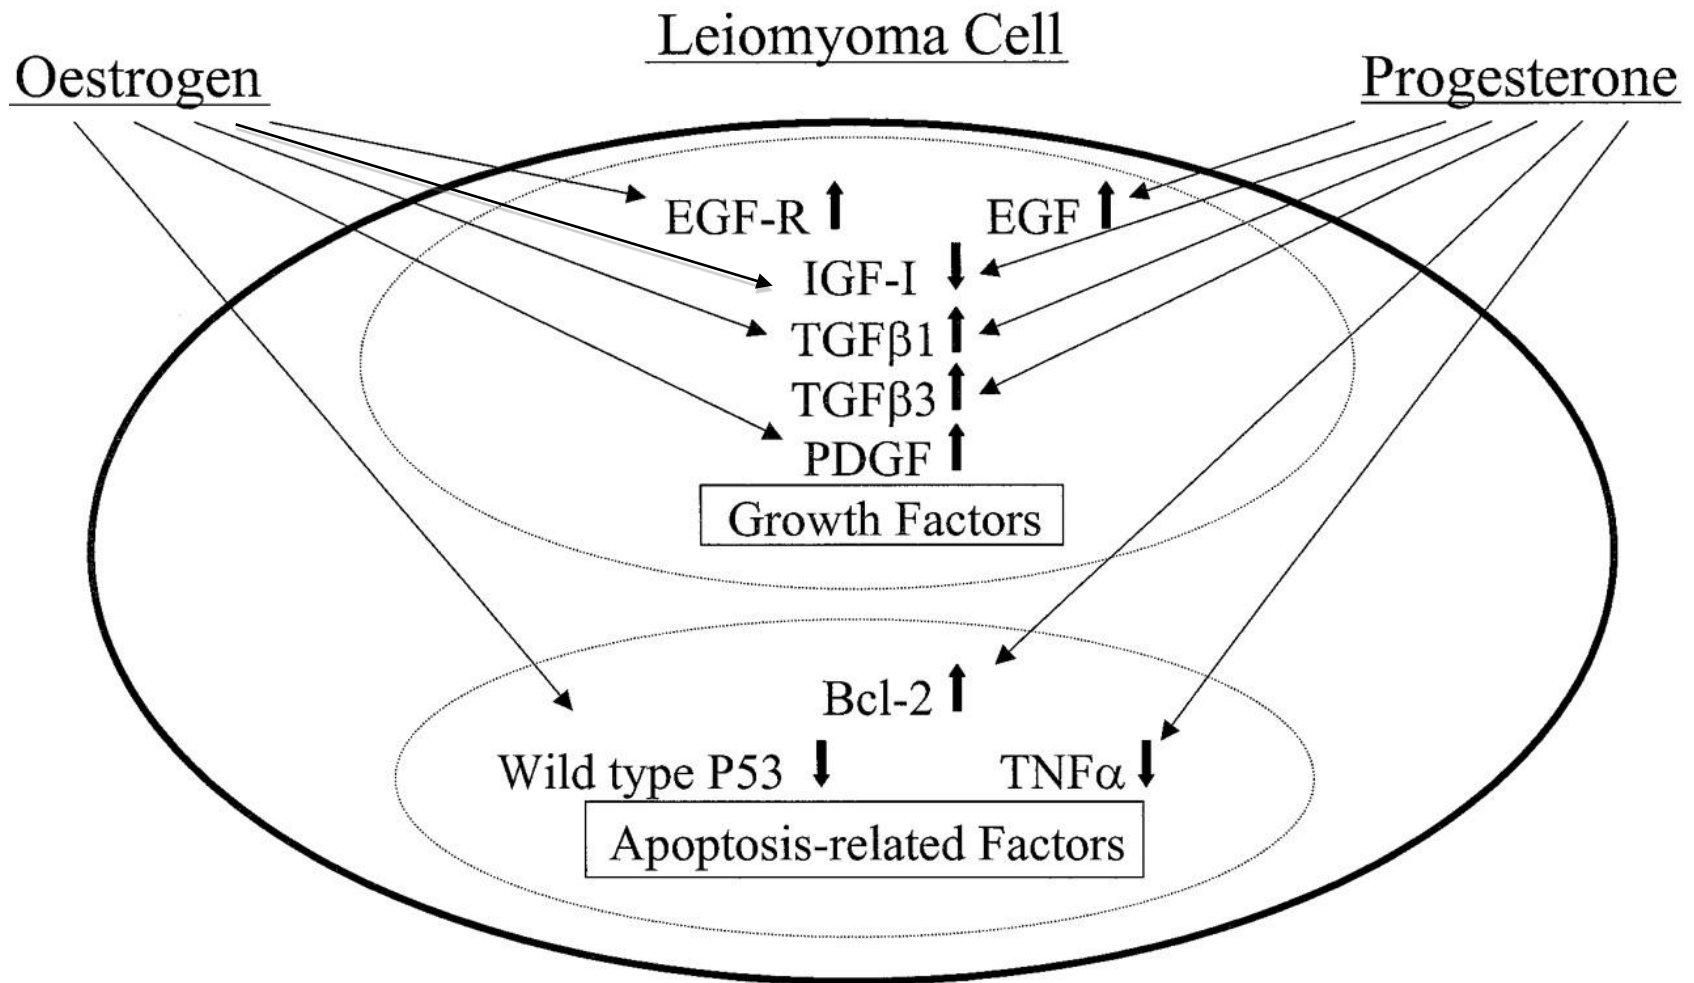 Leiomyoma Cell
Oestrogen
Progesterone
EGF-R
EGF
IGF-I
TGFβ1
TGFβ3
PDGF
Growth Factors
Bcl-2
Wild type P53
TNFα
Apoptosis-related Factors